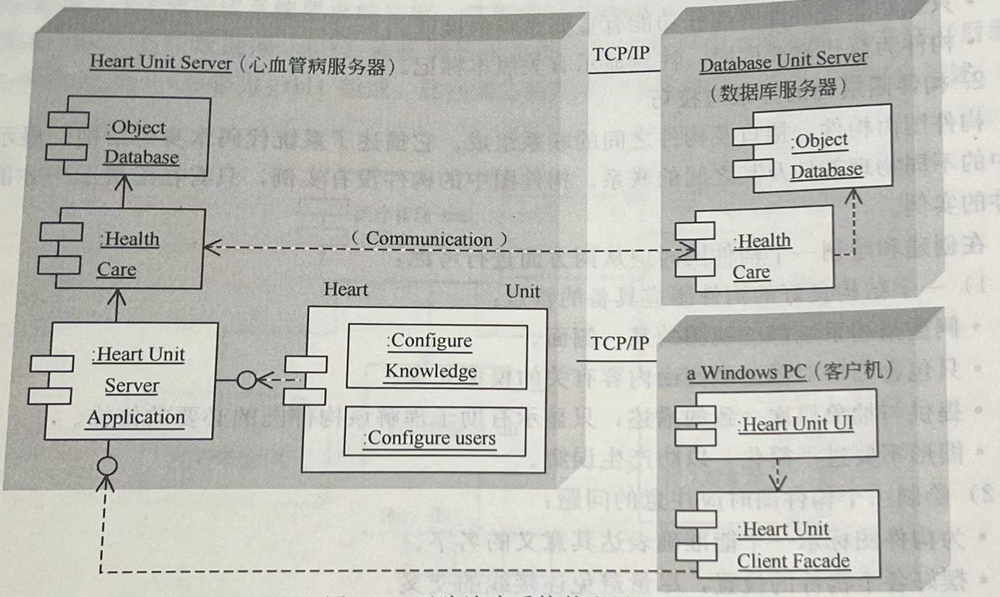 Heart Unit Server（心血管病服务器）
:Object
Database
:Health
Care
:Heart Unit
Server
Application
（ Communication ）
Heart Unit
:Configure
Knowledge
:Configure users
TCP/IP
Database Unit Server
（数据库服务器）
:Object
Database
:Health
Care
TCP/IP
a Windows PC（客户机）
:Heart Unit UI
:Heart Unit
Client Facade